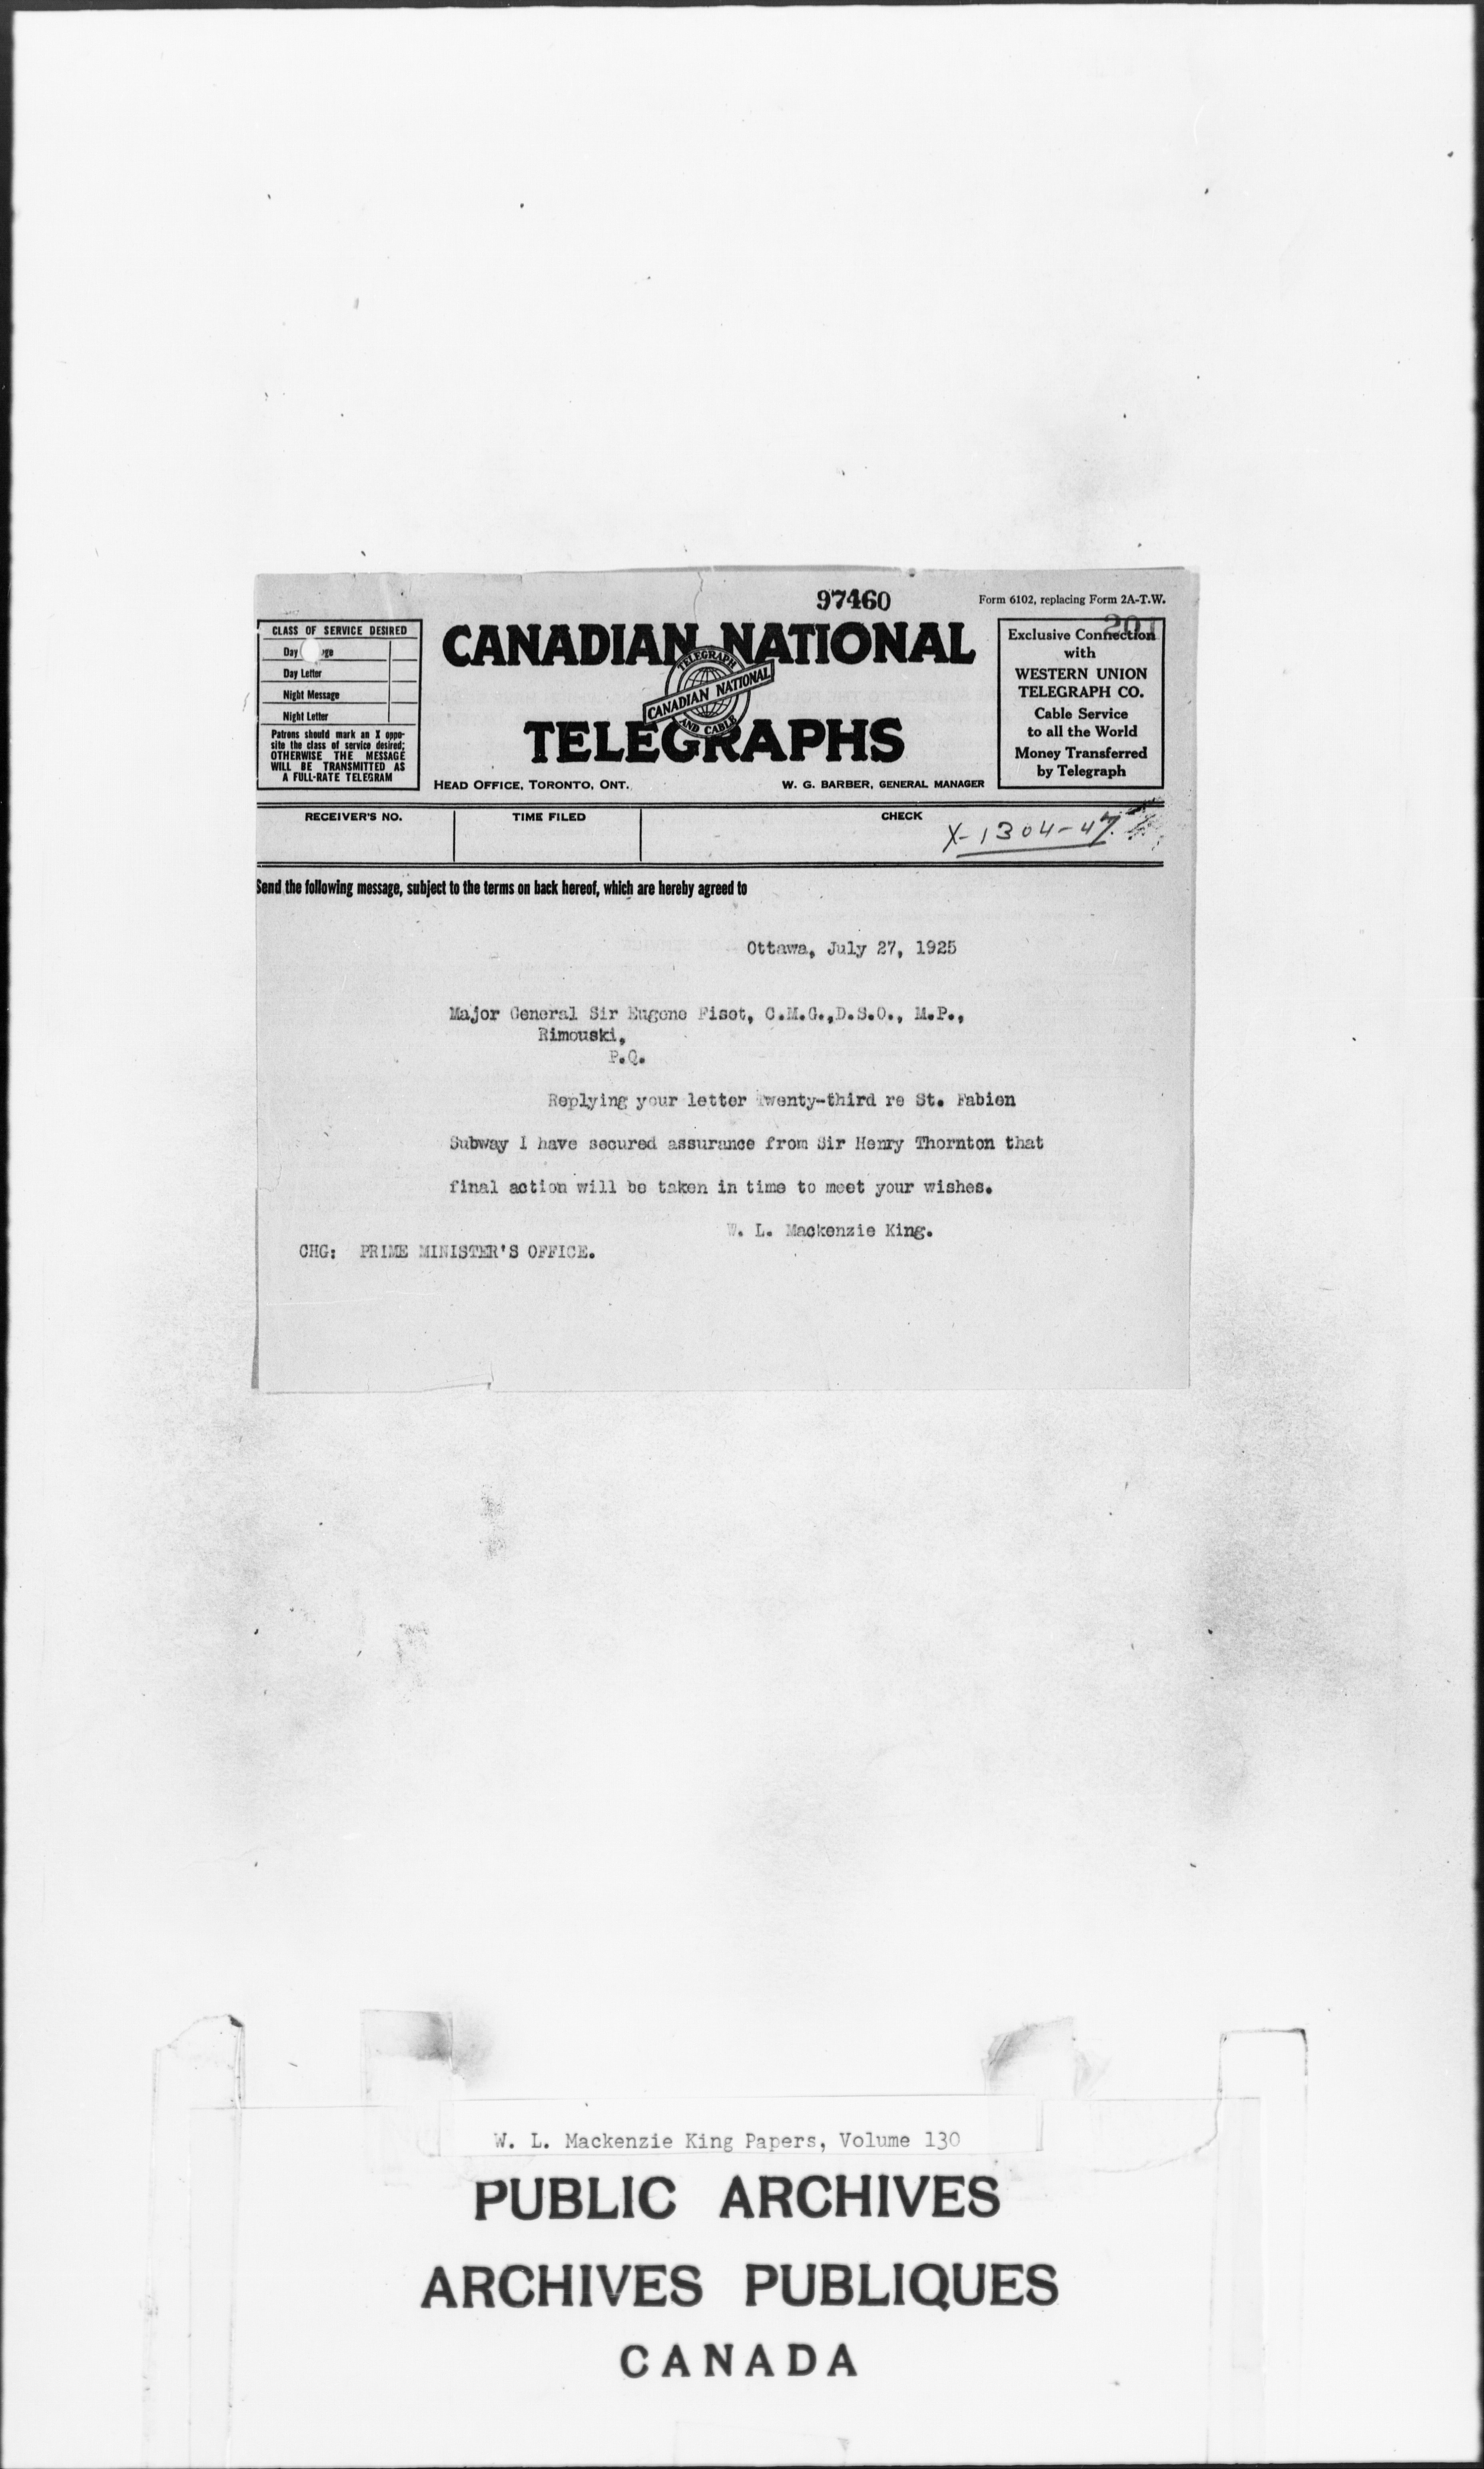 97460
Form 6102, replacing Form 2A-T.W.
201
CLASS OF SERVICE DESIRED
Day
Day Letter
Night Message
Night Letter
Patrons should mark an X oppo-
site the class of service desired;
OTHERWISE THE MESSAGE
WILL BE TRANSMITTED AS
A FULL-RATE TELEGRAM
CANADIAN NATIONAL
TELEGRAPH
CANADIAN NATIONAL
AND CABLE
TELEGRAPHS
HEAD OFFICE, TORONTO, ONT.
W. G. BARBER, GENERAL MANAGER
Exclusive Connection
with
WESTERN UNION
TELEGRAPH CO.
Cable Service
to all the World
Money Transferred
by Telegraph
RECEIVER'S NO.
TIME FILED
CHECK
X-1304-47
Send the following message, subject to the terms on back hereof, which are hereby agreed to
Ottawa, July 27, 1925
Major General Sir Eugene Fiset, C.M.G.,D.S.O., M.P.,
Rimouski,
P.Q.
Replying your letter twenty-third re St. Fabien
Subway I have secured assurance from Sir Henry Thornton that
final action will be taken in time to meet your wishes.
W. L. Mackenzie King.
CHG: PRIME MINISTER'S OFFICE.
W. L. Mackenzie King Papers, Volume 130
PUBLIC ARCHIVES
ARCHIVES PUBLIQUES
CANADA